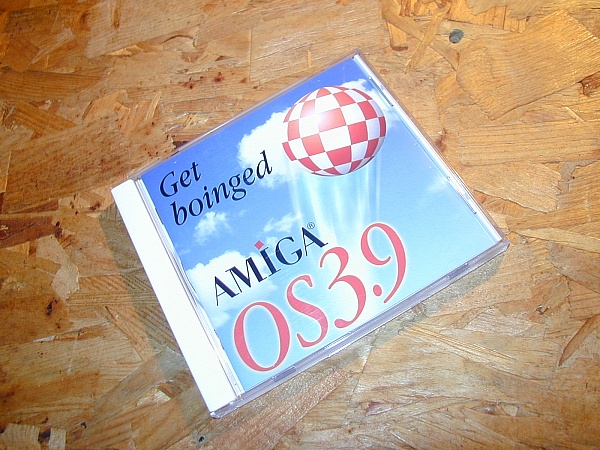 Get
boinged
AMIGA®
OS3.9